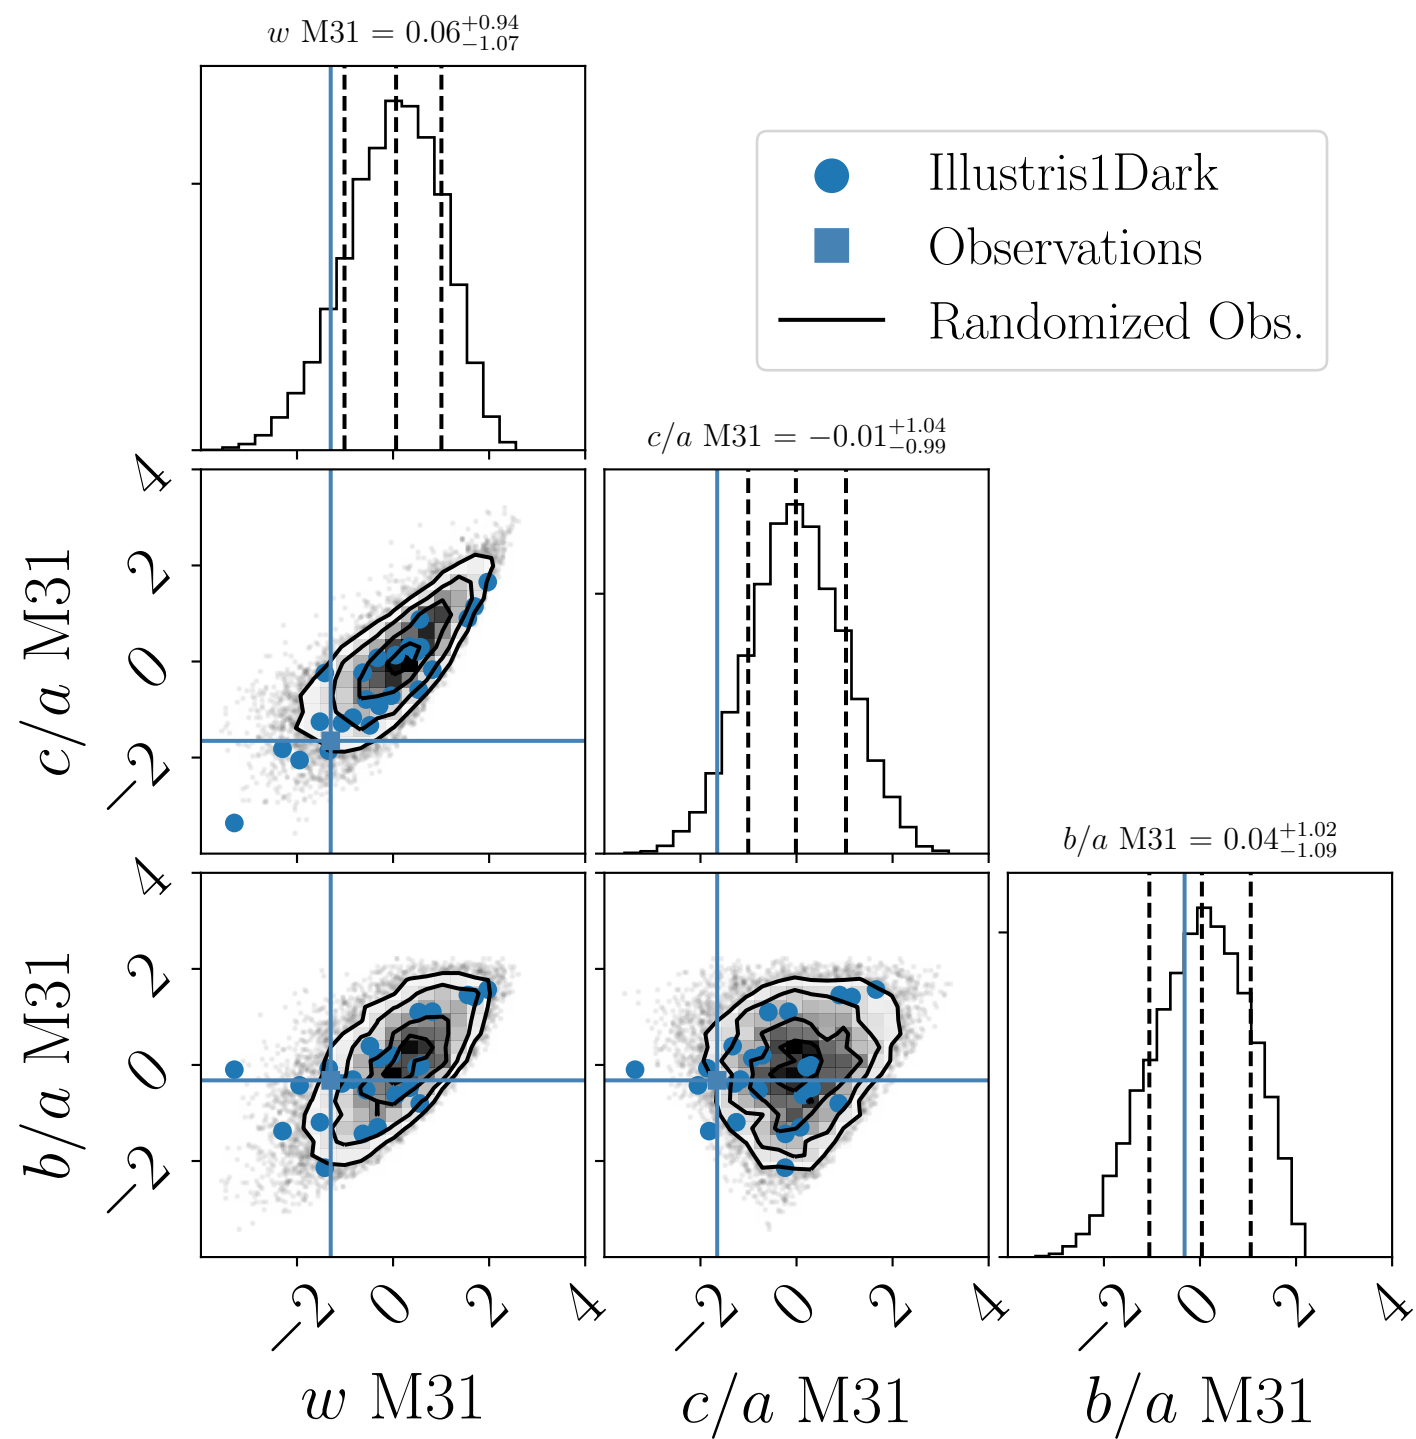 w M31 = 0.06^{+0.94}_{−1.07}
Illustris1Dark
Observations
Randomized Obs.
c/a M31 = −0.01^{+1.04}_{−0.99}
4
2
0
−2
c/a M31
b/a M31 = 0.04^{+1.02}_{−1.09}
4
2
0
−2
b/a M31
−2 0 2 4
−2 0 2 4
−2 0 2 4
w M31
c/a M31
b/a M31